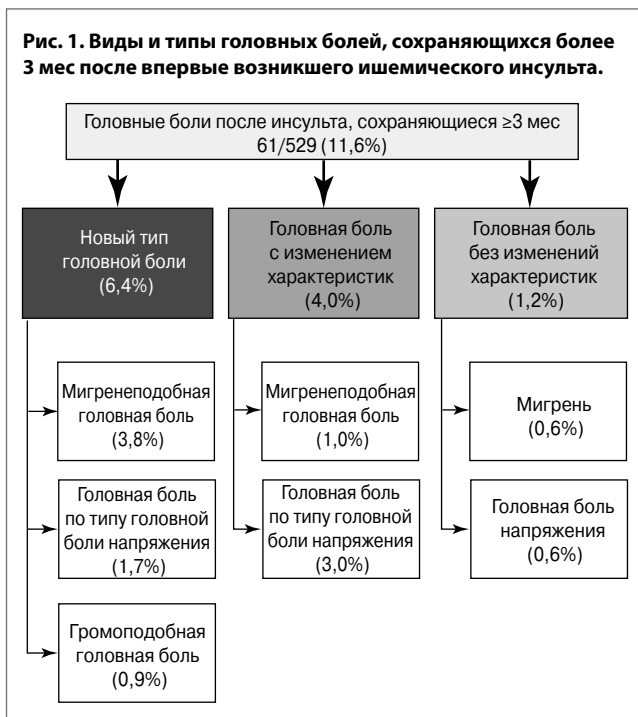 Рис. 1. Виды и типы головных болей, сохраняющихся более
3 мес после впервые возникшего ишемического инсульта.
Головные боли после инсульта, сохраняющиеся ≥3 мес
61/529 (11,6%)
Новый тип
головной боли
(6,4%)
Головная боль
с изменением
характеристик
(4,0%)
Головная боль
без изменений
характеристик
(1,2%)
Мигренеподобная
головная боль
(3,8%)
Мигренеподобная
головная боль
(1,0%)
Мигрень
(0,6%)
Головная боль
по типу головной
боли напряжения
(1,7%)
Головная боль
по типу головной
боли напряжения
(3,0%)
Головная боль
напряжения
(0,6%)
Громоподобная
головная боль
(0,9%)